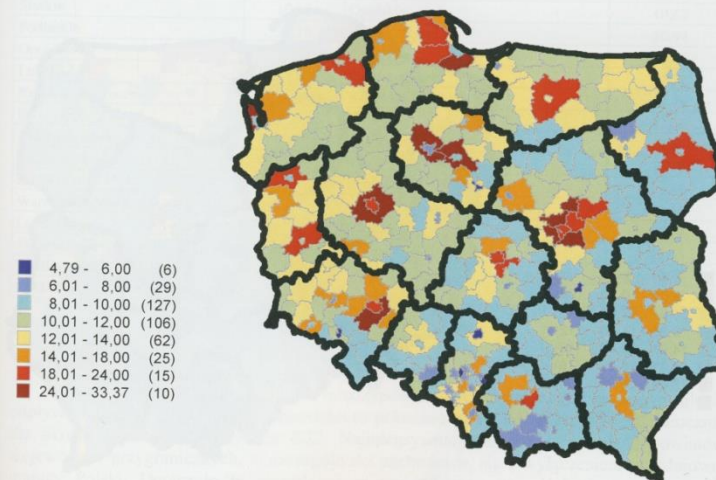 4,79 - 6,00 (6)
6,01 - 8,00 (29)
8,01 - 10,00 (127)
10,01 - 12,00 (106)
12,01 - 14,00 (62)
14,01 - 18,00 (25)
18,01 - 24,00 (15)
24,01 - 33,37 (10)